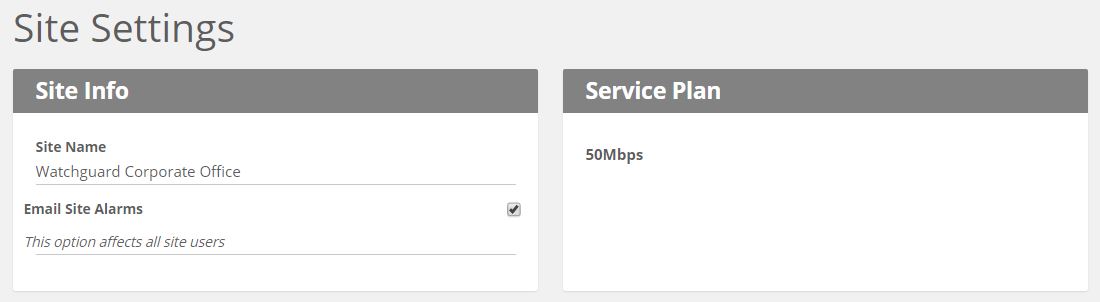 Site Settings
Site Info
Site Name
Watchguard Corporate Office
Email Site Alarms
This option affects all site users
Service Plan
50Mbps